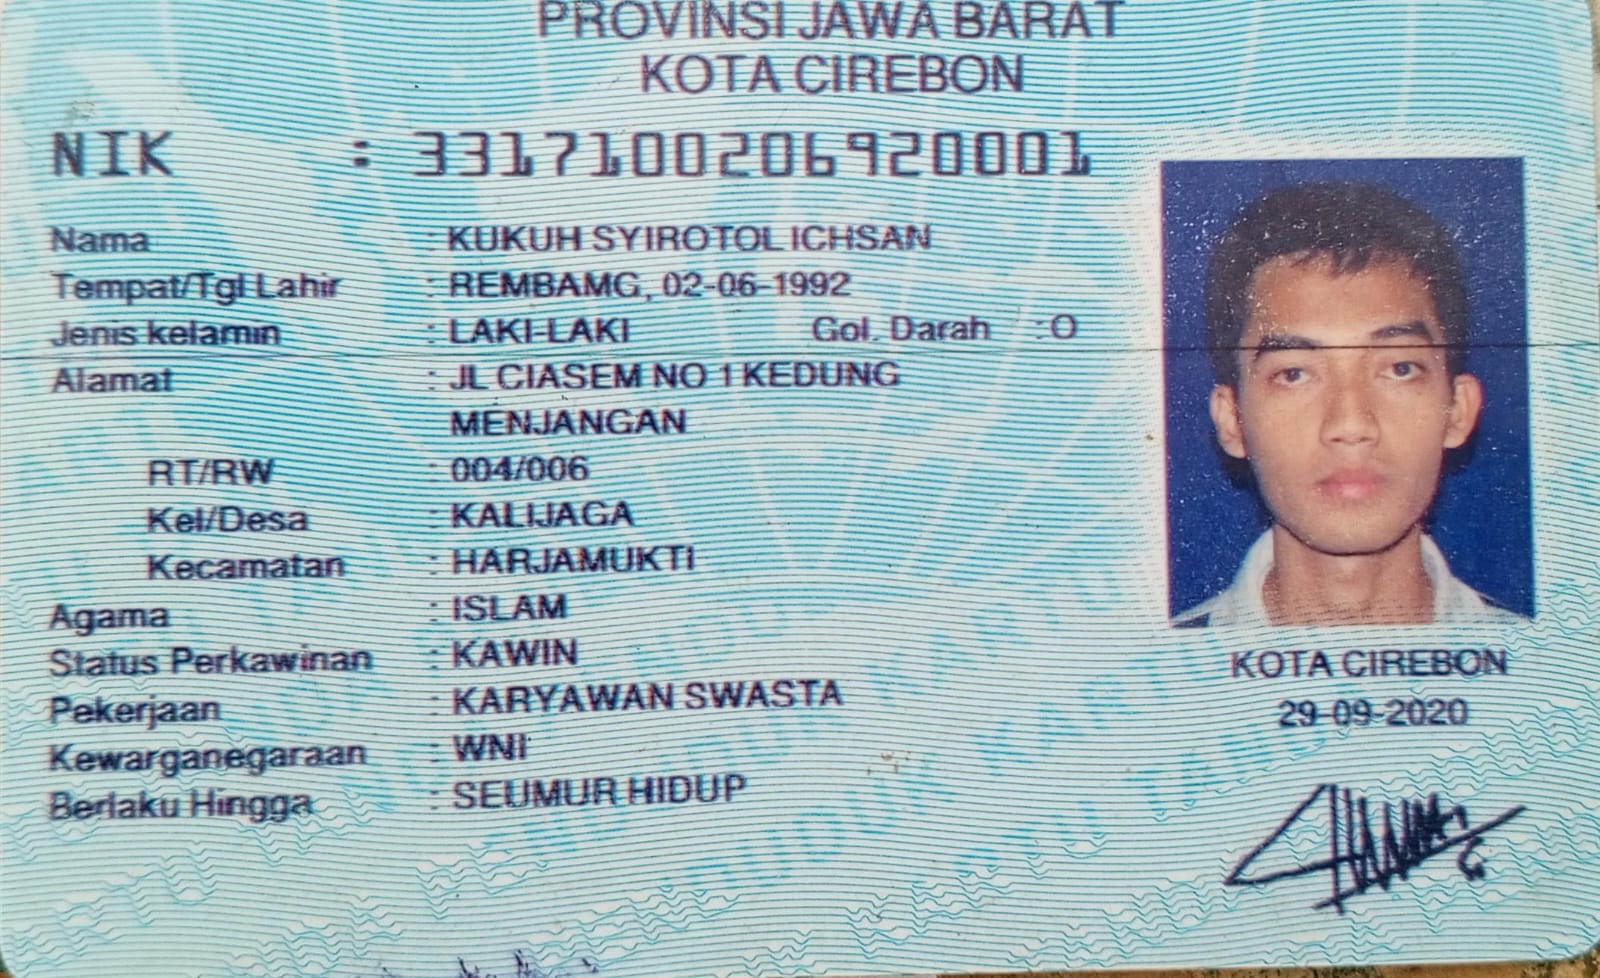 PROVINSI JAWA BARAT
KOTA CIREBON
NIK : 3317100206920001
Nama : KUKUH SYIROTOL ICHSAN
Tempat/Tgl Lahir : REMBAMG, 02-06-1992
Jenis kelamin : LAKI-LAKI Gol. Darah : O
Alamat : JL CIASEM NO 1 KEDUNG
MENJANGAN
RT/RW : 004/006
Kel/Desa : KALIJAGA
Kecamatan : HARJAMUKTI
Agama : ISLAM
Status Perkawinan : KAWIN
Pekerjaan : KARYAWAN SWASTA
Kewarganegaraan : WNI
Berlaku Hingga : SEUMUR HIDUP
KOTA CIREBON
29-09-2020